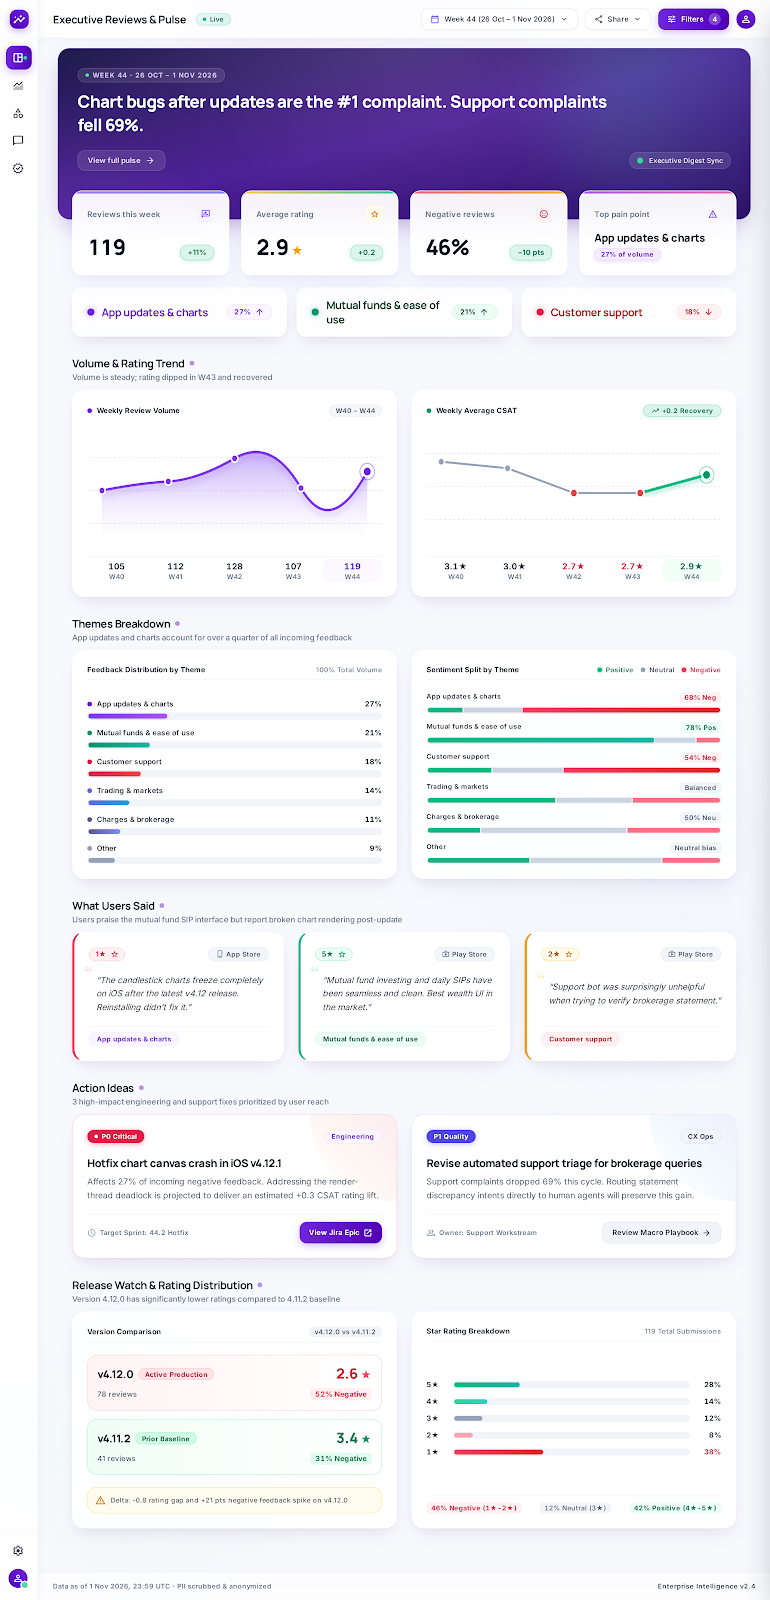 Executive Reviews & Pulse
Live
Week 44 (26 Oct – 1 Nov 2026)
Share
Filters 4
WEEK 44 · 26 OCT – 1 NOV 2026
Chart bugs after updates are the #1 complaint. Support complaints
fell 69%.
View full pulse →
Executive Digest Sync
Reviews this week
119
+11%
Average rating
2.9 ★
+0.2
Negative reviews
46%
−10 pts
Top pain point
App updates & charts
27% of volume
App updates & charts
27% ↑
Mutual funds & ease of
use
21% ↑
Customer support
18% ↓
Volume & Rating Trend
Volume is steady; rating dipped in W43 and recovered
Weekly Review Volume
W40 – W44
105 112 128 107 119
W40 W41 W42 W43 W44
Weekly Average CSAT
+0.2 Recovery
3.1★ 3.0★ 2.7★ 2.7★ 2.9★
W40 W41 W42 W43 W44
Themes Breakdown
App updates and charts account for over a quarter of all incoming feedback
Feedback Distribution by Theme
100% Total Volume
App updates & charts 27%
Mutual funds & ease of use 21%
Customer support 18%
Trading & markets 14%
Charges & brokerage 11%
Other 9%
Sentiment Split by Theme
Positive Neutral Negative
App updates & charts 68% Neg
Mutual funds & ease of use 78% Pos
Customer support 54% Neg
Trading & markets Balanced
Charges & brokerage 50% Neu
Other Neutral bias
What Users Said
Users praise the mutual fund SIP interface but report broken chart rendering post-update
1★ ☆
App Store
“The candlestick charts freeze completely
on iOS after the latest v4.12 release.
Reinstalling didn't fix it.”
App updates & charts
5★ ☆
Play Store
“Mutual fund investing and daily SIPs have
been seamless and clean. Best wealth UI in
the market.”
Mutual funds & ease of use
2★ ☆
Play Store
“Support bot was surprisingly unhelpful
when trying to verify brokerage statement.”
Customer support
Action Ideas
3 high-impact engineering and support fixes prioritized by user reach
P0 Critical
Engineering
Hotfix chart canvas crash in iOS v4.12.1
Affects 27% of incoming negative feedback. Addressing the render-
thread deadlock is projected to deliver an estimated +0.3 CSAT rating lift.
Target Sprint: 44.2 Hotfix
View Jira Epic
P1 Quality
CX Ops
Revise automated support triage for brokerage queries
Support complaints dropped 69% this cycle. Routing statement
discrepancy intents directly to human agents will preserve this gain.
Owner: Support Workstream
Review Macro Playbook →
Release Watch & Rating Distribution
Version 4.12.0 has significantly lower ratings compared to 4.11.2 baseline
Version Comparison
v4.12.0 vs v4.11.2
v4.12.0 Active Production 2.6 ★
78 reviews 52% Negative
v4.11.2 Prior Baseline 3.4 ★
41 reviews 31% Negative
Delta: -0.8 rating gap and +21 pts negative feedback spike on v4.12.0
Star Rating Breakdown
119 Total Submissions
5★ 28%
4★ 14%
3★ 12%
2★ 8%
1★ 38%
46% Negative (1★-2★) 12% Neutral (3★) 42% Positive (4★-5★)
Data as of 1 Nov 2026, 23:59 UTC · PII scrubbed & anonymized
Enterprise Intelligence v2.4